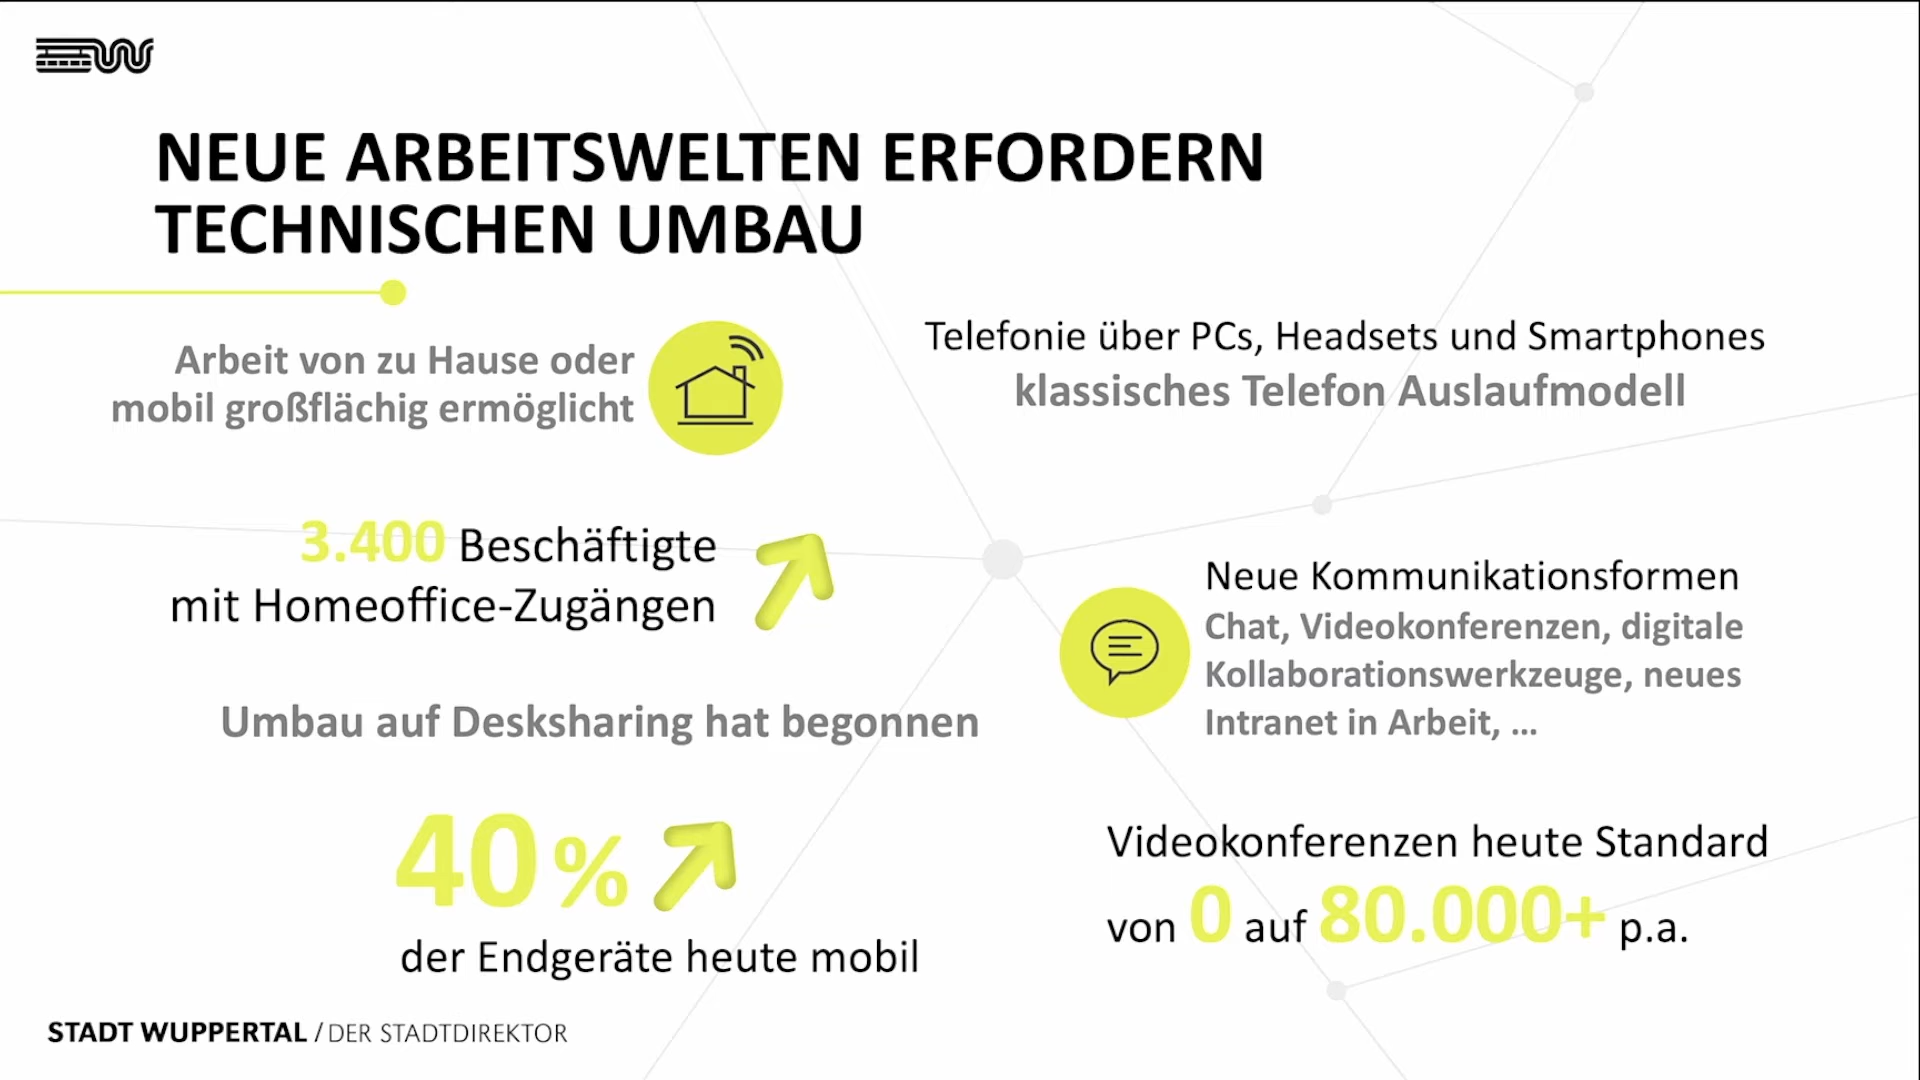 NEUE ARBEITSWELTEN ERFORDERN
TECHNISCHEN UMBAU
Arbeit von zu Hause oder
mobil großflächig ermöglicht
3.400 Beschäftigte
mit Homeoffice-Zugängen
Umbau auf Desksharing hat begonnen
40 %
der Endgeräte heute mobil
Telefonie über PCs, Headsets und Smartphones
klassisches Telefon Auslaufmodell
Neue Kommunikationsformen
Chat, Videokonferenzen, digitale
Kollaborationswerkzeuge, neues
Intranet in Arbeit, ...
Videokonferenzen heute Standard
von 0 auf 80.000+ p.a.
STADT WUPPERTAL / DER STADTDIREKTOR